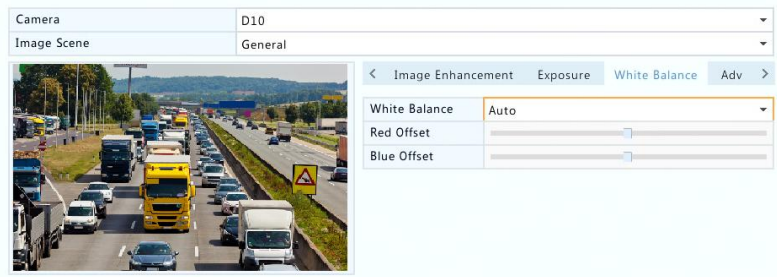 Camera D10
Image Scene General
Image Enhancement Exposure White Balance Adv
White Balance Auto
Red Offset
Blue Offset